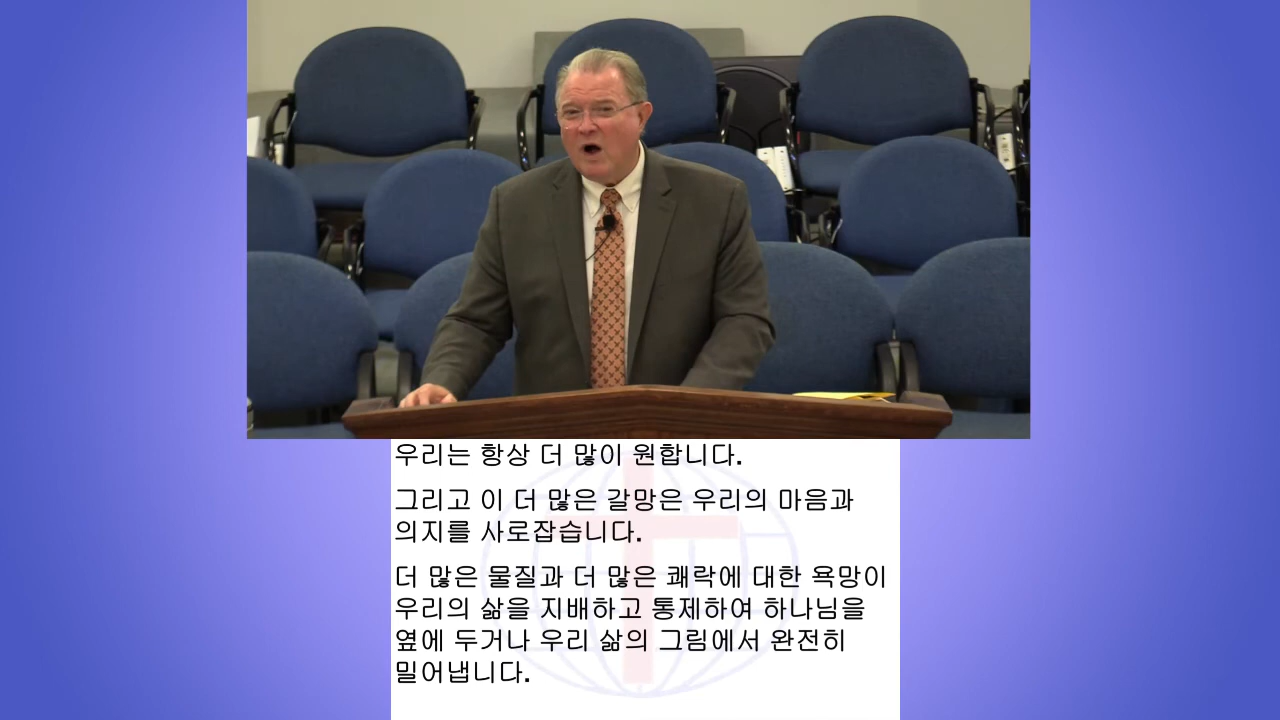 우리는 항상 더 많이 원합니다.
그리고 이 더 많은 갈망은 우리의 마음과
의지를 사로잡습니다.
더 많은 물질과 더 많은 쾌락에 대한 욕망이
우리의 삶을 지배하고 통제하여 하나님을
옆에 두거나 우리 삶의 그림에서 완전히
밀어냅니다.